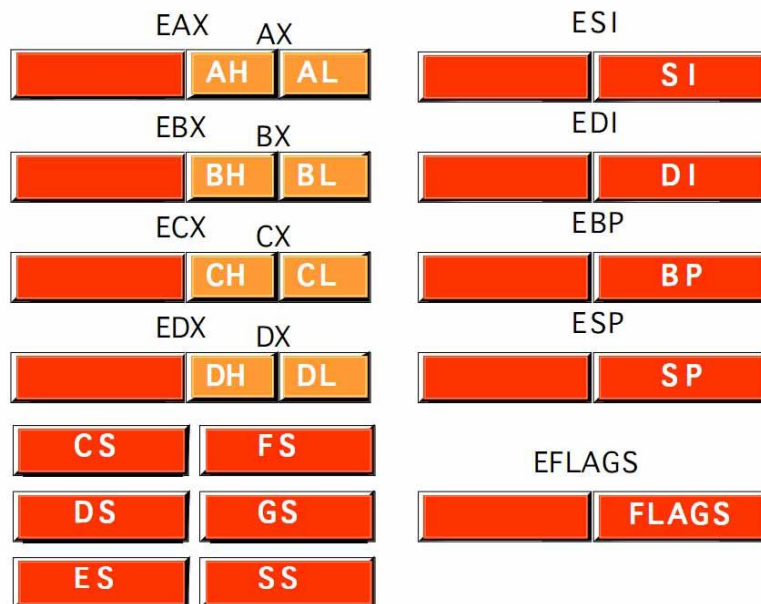 EAX AX
AH AL
EBX BX
BH BL
ECX CX
CH CL
EDX DX
DH DL
CS FS
DS GS
ES SS
ESI
SI
EDI
DI
EBP
BP
ESP
SP
EFLAGS
FLAGS